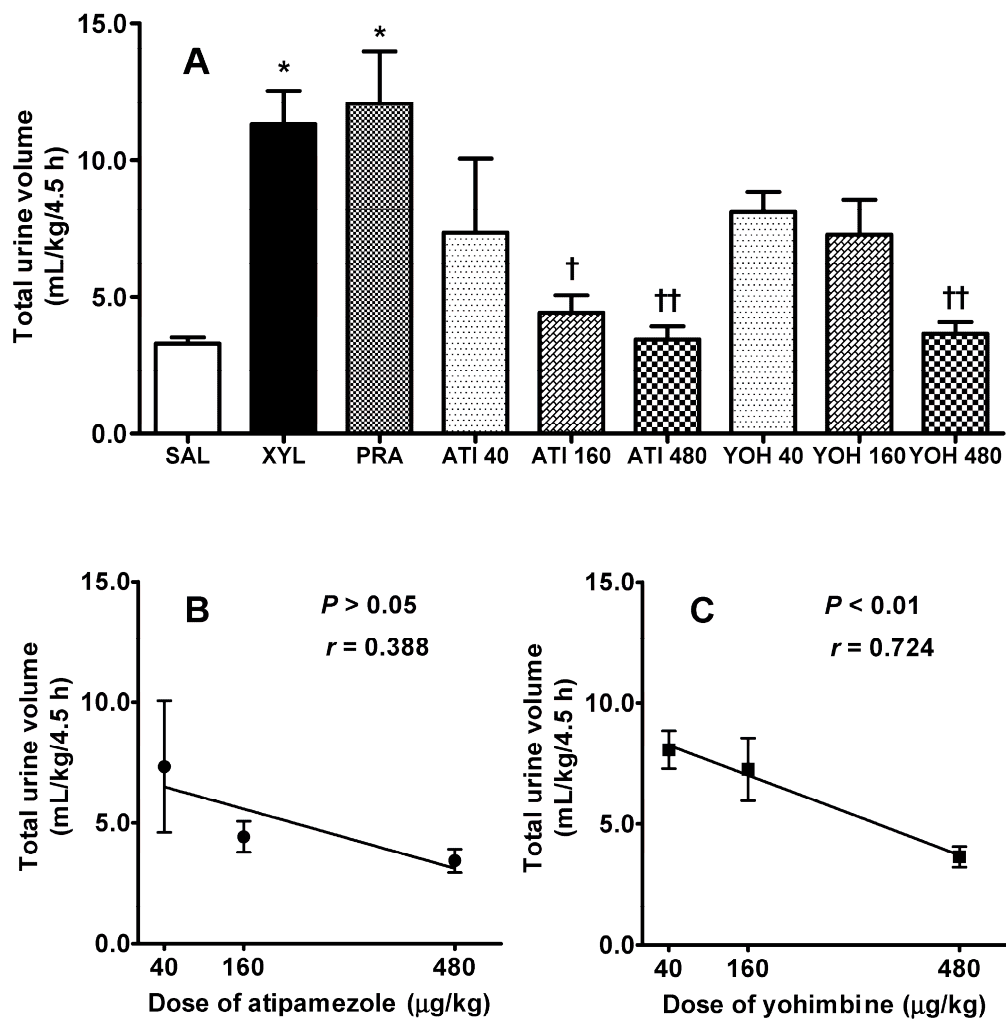 15.0
10.0
5.0
0.0
Total urine volume
(mL/kg/4.5 h)
A
*
*
†
††
††
SAL XYL PRA ATI 40 ATI 160 ATI 480 YOH 40 YOH 160 YOH 480
15.0
10.0
5.0
0.0
Total urine volume
(mL/kg/4.5 h)
B
P > 0.05
r = 0.388
40 160 480
Dose of atipamezole (μg/kg)
15.0
10.0
5.0
0.0
Total urine volume
(mL/kg/4.5 h)
C
P < 0.01
r = 0.724
40 160 480
Dose of yohimbine (μg/kg)